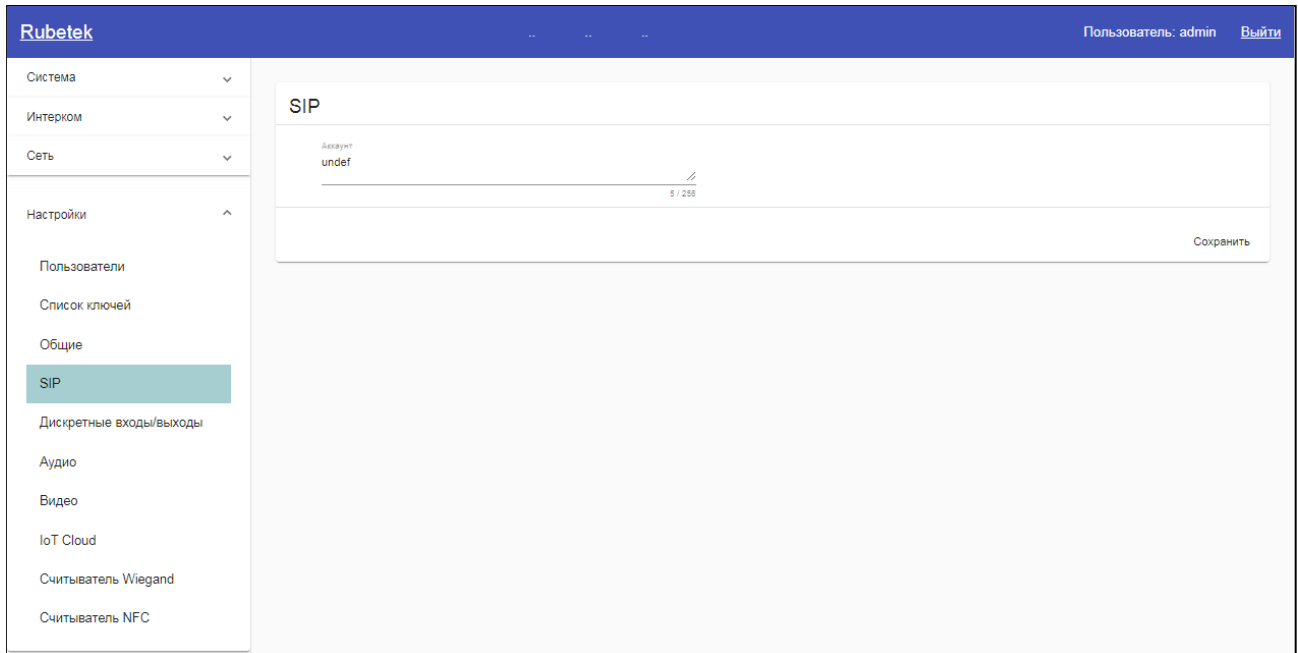 Rubetek
.. .. ..
Пользователь: admin Выйти
Система
Интерком
Сеть
Настройки
Пользователи
Список ключей
Общие
SIP
Дискретные входы/выходы
Аудио
Видео
IoT Cloud
Считыватель Wiegand
Считыватель NFC
SIP
Аккаунт
undef
5 / 256
Сохранить